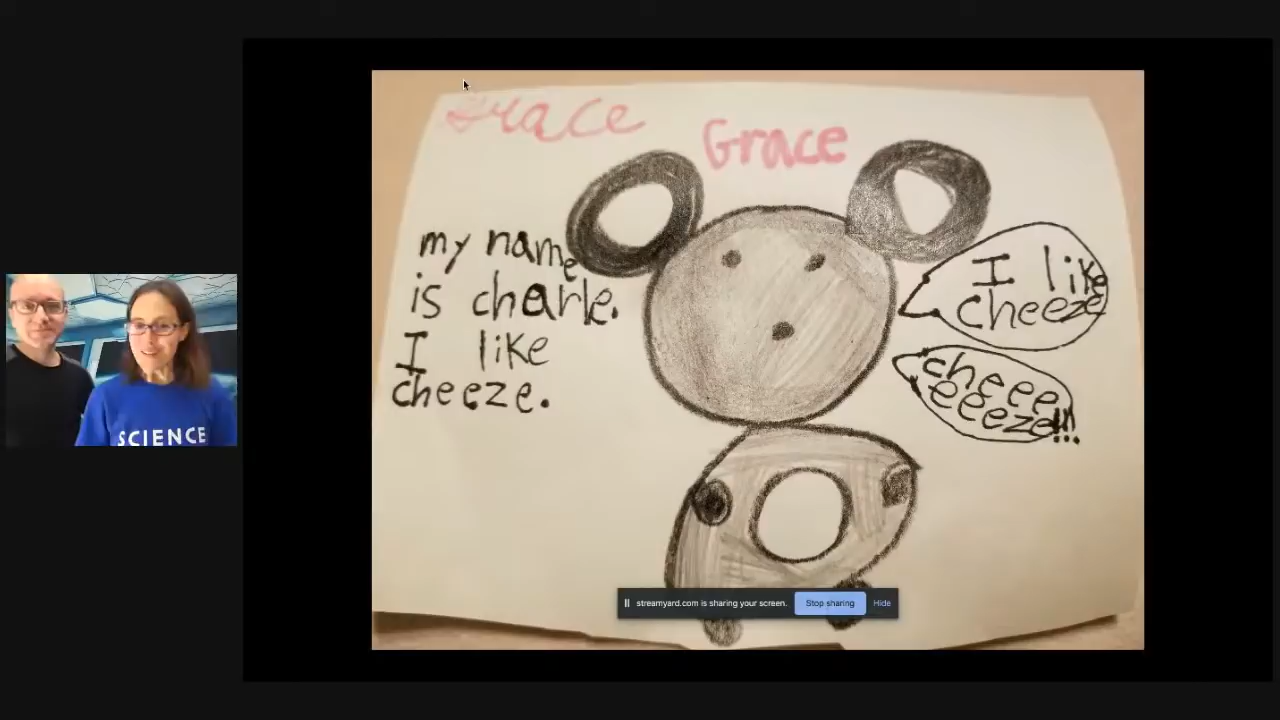 Grace
Grace
my name
is charle.
I like
cheeze.
I like
cheeze
cheeee
eeeze!!!
SCIENCE
streamyard.com is sharing your screen.
Stop sharing
Hide